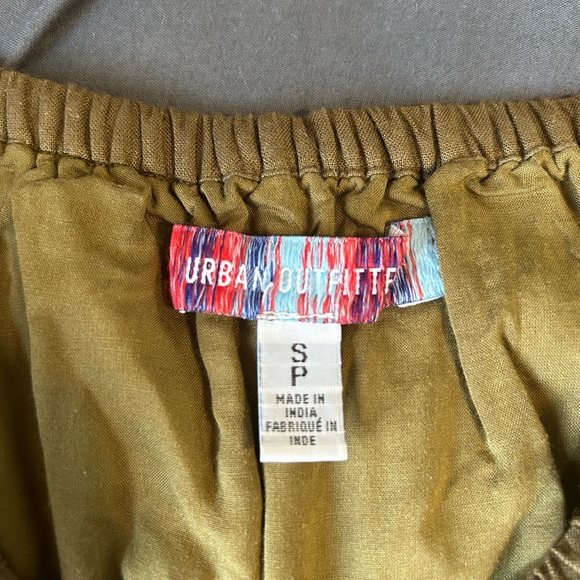 URBAN OUTFITTE
S
P
MADE IN
INDIA
FABRIQUÉ IN
INDE